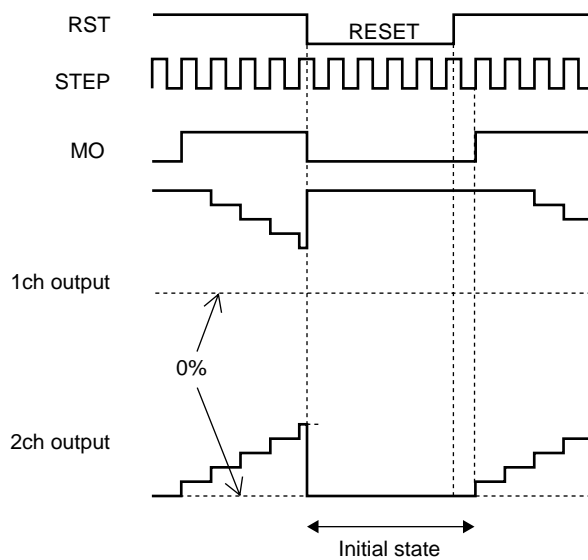 RST
RESET
STEP
MO
1ch output
0%
2ch output
Initial state